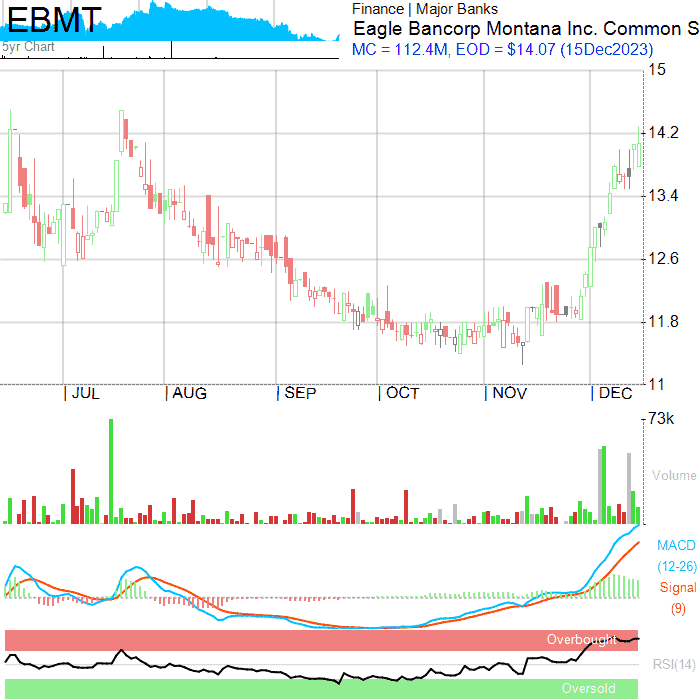 EBMT
5yr Chart
Finance | Major Banks
Eagle Bancorp Montana Inc. Common S
MC = 112.4M, EOD = $14.07 (15Dec2023)
15
14.2
13.4
12.6
11.8
11
JUL AUG SEP OCT NOV DEC
73k
Volume
MACD
(12-26)
Signal
(9)
Overbought
RSI(14)
Oversold